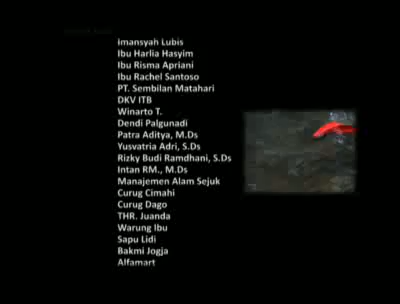 Imansyah Lubis
Ibu Harlia Hasyim
Ibu Risma Apriani
Ibu Rachel Santoso
PT. Sembilan Matahari
DKV ITB
Winarto T.
Dendi Palgunadi
Patra Aditya, M.Ds
Yusvatria Adri, S.Ds
Rizky Budi Ramdhani, S.Ds
Intan RM., M.Ds
Manajemen Alam Sejuk
Curug Cimahi
Curug Dago
THR. Juanda
Warung Ibu
Sapu Lidi
Bakmi Jogja
Alfamart